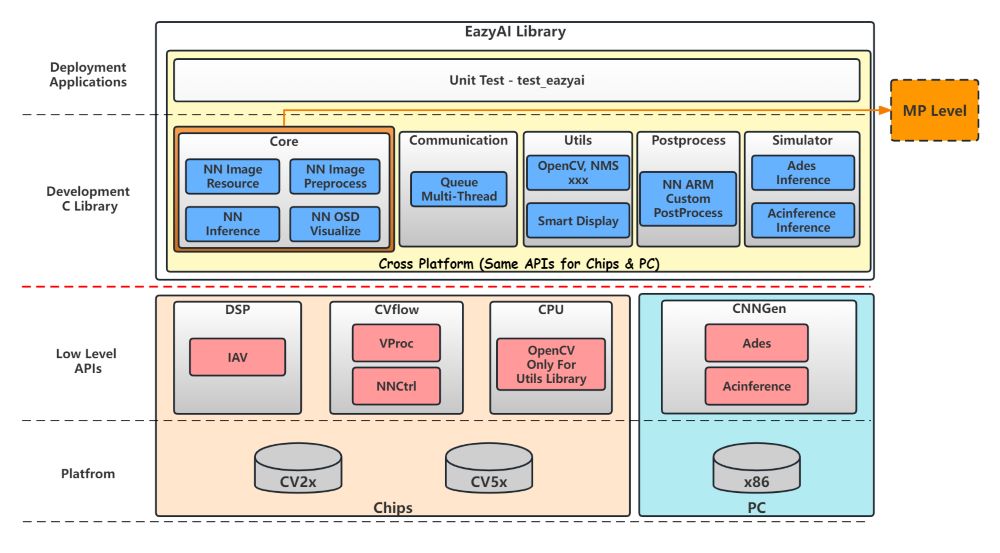 EazyAI Library
Deployment
Applications
Unit Test - test_eazyai
MP Level
Development
C Library
Core
NN Image
Resource
NN Image
Preprocess
NN
Inference
NN OSD
Visualize
Communication
Queue
Multi-Thread
Utils
OpenCV, NMS
xxx
Smart Display
Postprocess
NN ARM
Custom
PostProcess
Simulator
Ades
Inference
Acinference
Inference
Cross Platform (Same APIs for Chips & PC)
Low Level
APIs
DSP
IAV
CVflow
VProc
NNCtrl
CPU
OpenCV
Only For
Utils Library
CNNGen
Ades
Acinference
Platfrom
CV2x
CV5x
x86
Chips
PC